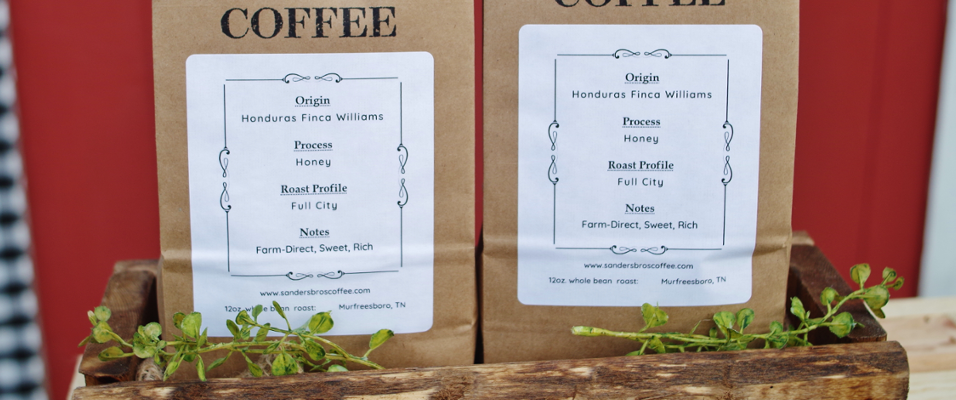 COFFEE
Origin
Honduras Finca Williams
Process
Honey
Roast Profile
Full City
Notes
Farm-Direct, Sweet, Rich
www.sandersbroscoffee.com
12oz. whole bean roast: Murfreesboro, TN
COFFEE
Origin
Honduras Finca Williams
Process
Honey
Roast Profile
Full City
Notes
Farm-Direct, Sweet, Rich
www.sandersbroscoffee.com
12oz. whole bean roast: Murfreesboro, TN